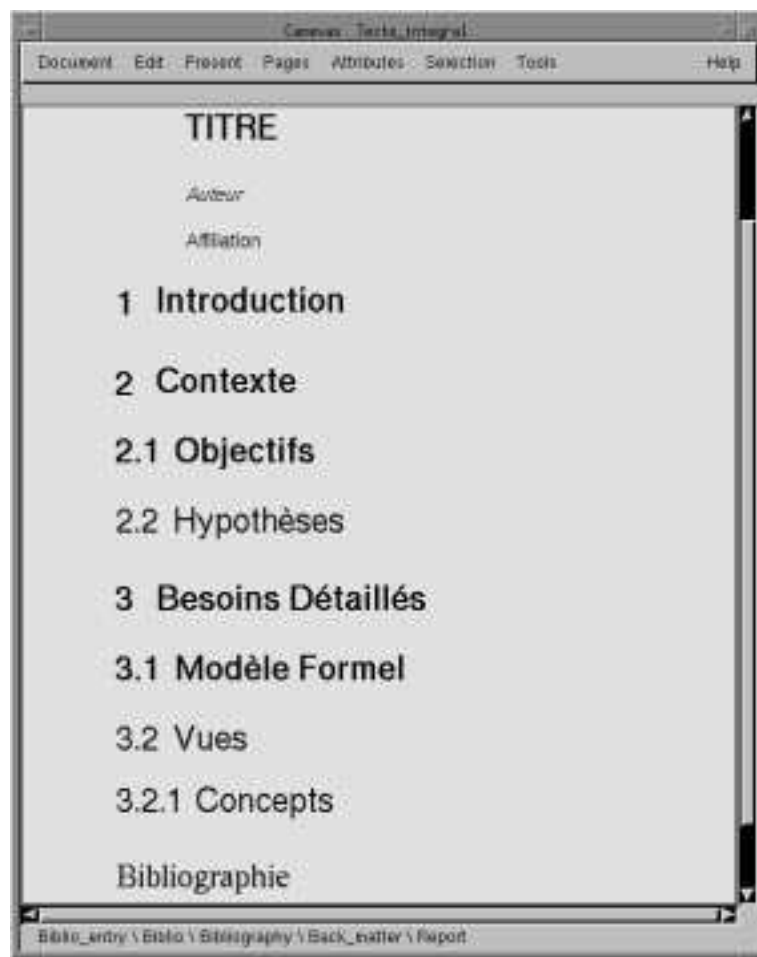 Canevas Texte_Integral
Document Edit Present Pages Attributes Selection Tools Help
TITRE
Auteur
Affiliation
1 Introduction
2 Contexte
2.1 Objectifs
2.2 Hypothèses
3 Besoins Détaillés
3.1 Modèle Formel
3.2 Vues
3.2.1 Concepts
Bibliographie
Biblio_entry \ Biblio \ Bibliography \ Back_matter \ Report